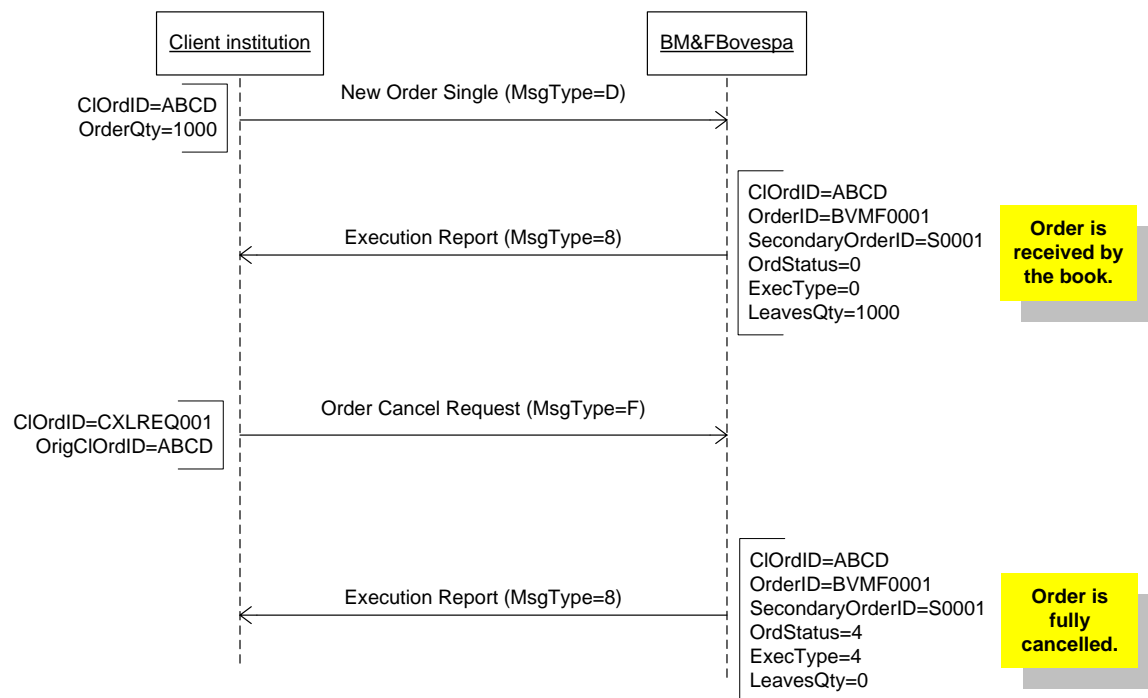 Client institution
BM&FBovespa
ClOrdID=ABCD
OrderQty=1000
New Order Single (MsgType=D)
ClOrdID=ABCD
OrderID=BVMF0001
SecondaryOrderID=S0001
OrdStatus=0
ExecType=0
LeavesQty=1000
Execution Report (MsgType=8)
Order is
received by
the book.
ClOrdID=CXLREQ001
OrigClOrdID=ABCD
Order Cancel Request (MsgType=F)
ClOrdID=ABCD
OrderID=BVMF0001
SecondaryOrderID=S0001
OrdStatus=4
ExecType=4
LeavesQty=0
Execution Report (MsgType=8)
Order is
fully
cancelled.